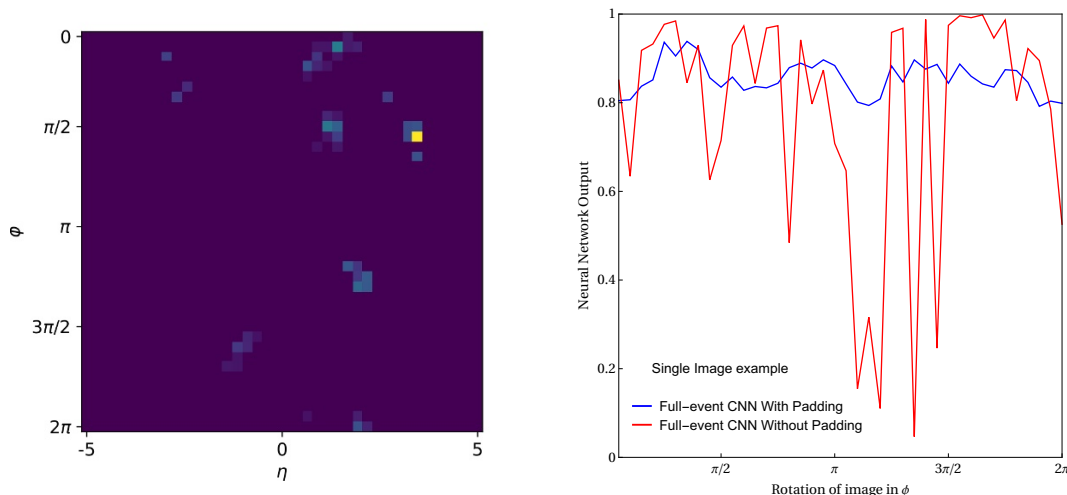 0
π/2
π
3π/2
2π
φ
-5
0
5
η
1
0.8
0.6
0.4
0.2
0
Neural Network Output
Single Image example
Full-event CNN With Padding
Full-event CNN Without Padding
π/2
π
3π/2
2π
Rotation of image in ϕ